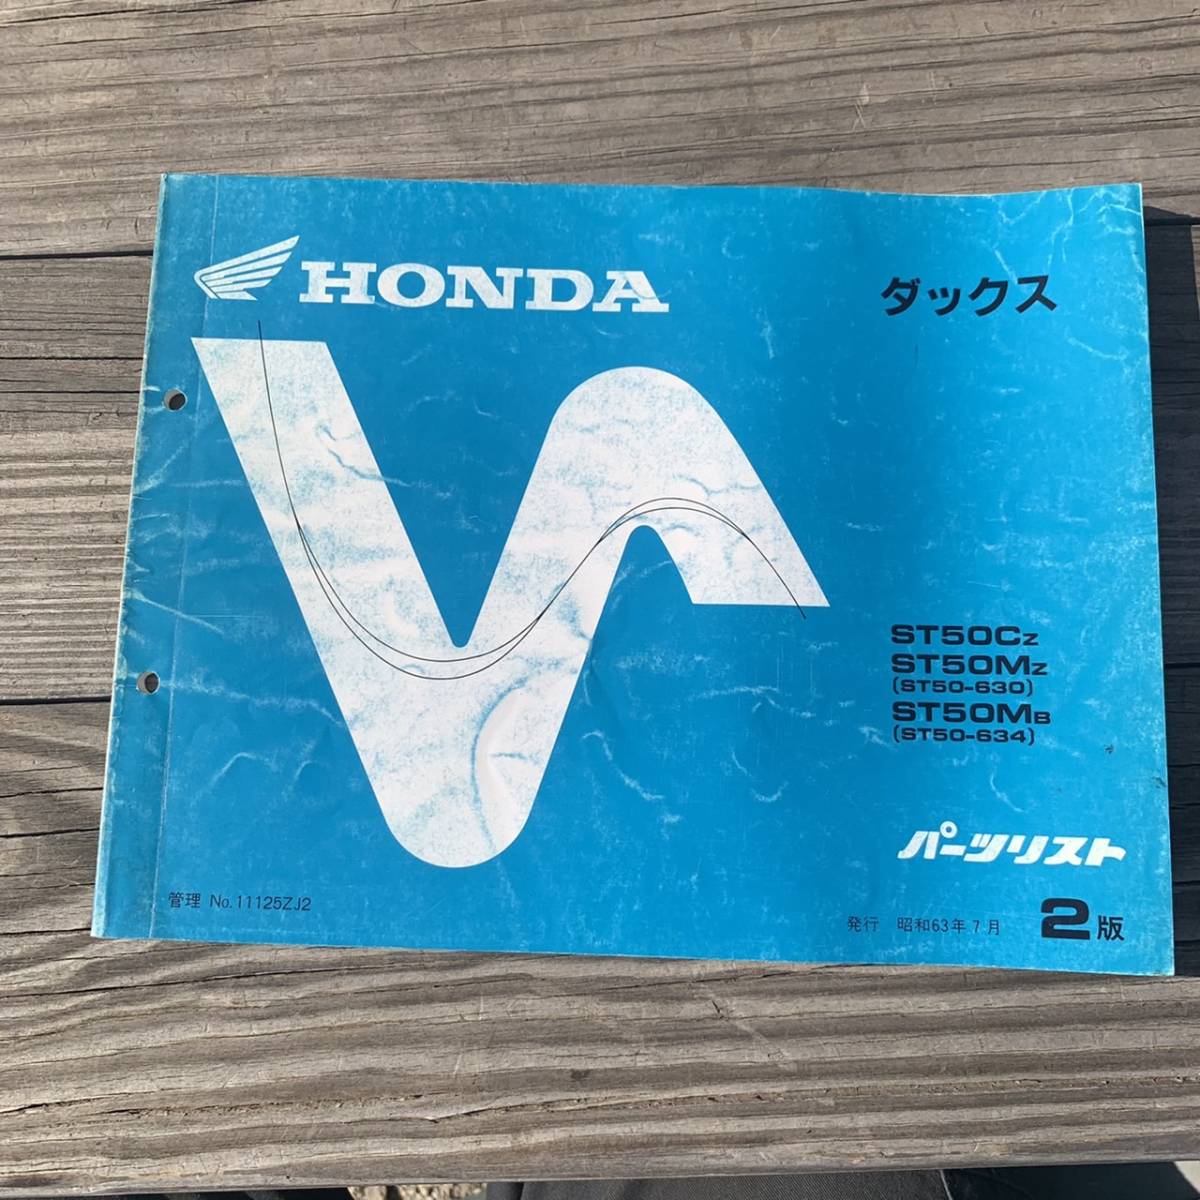 HONDA
ダックス
ST50CZ
ST50MZ
(ST50-630)
ST50MB
(ST50-634)
パーツリスト
管理 No.11125ZJ2
発行 昭和63年7月 2版